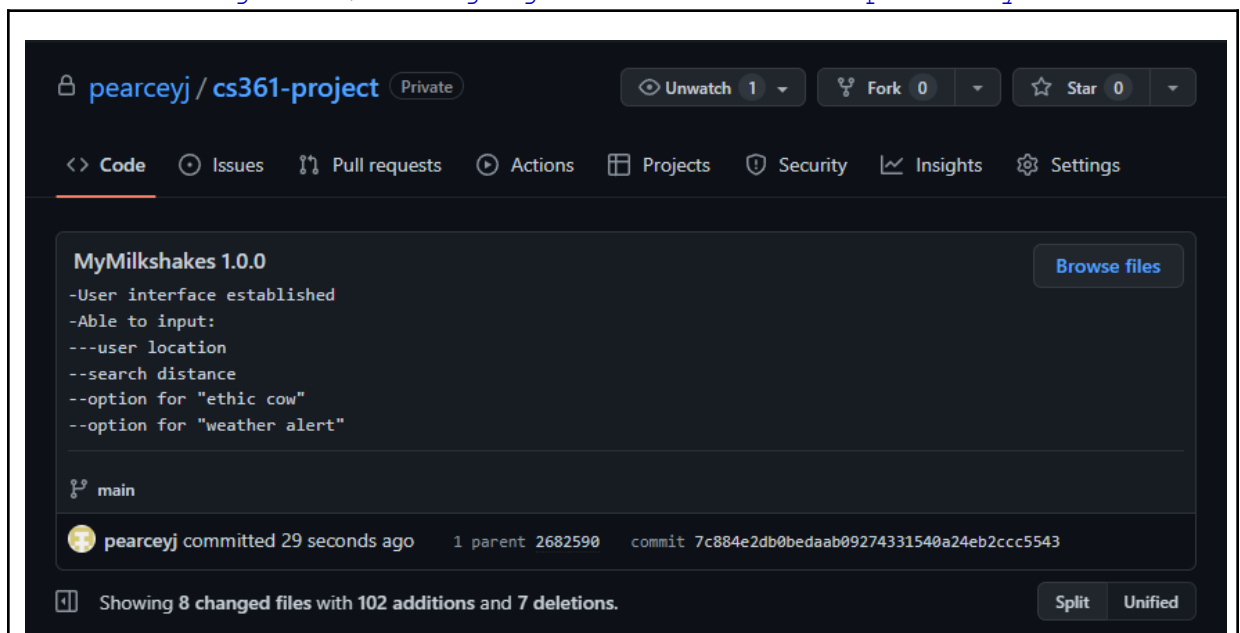 pearceyj / cs361-project Private Unwatch 1 Fork 0 Star 0
<> Code Issues Pull requests Actions Projects Security Insights Settings
MyMilkshakes 1.0.0 Browse files
-User interface established
-Able to input:
---user location
--search distance
--option for "ethic cow"
--option for "weather alert"
main
pearceyj committed 29 seconds ago 1 parent 2682590 commit 7c884e2db0bedaab09274331540a24eb2ccc5543
Showing 8 changed files with 102 additions and 7 deletions. Split Unified